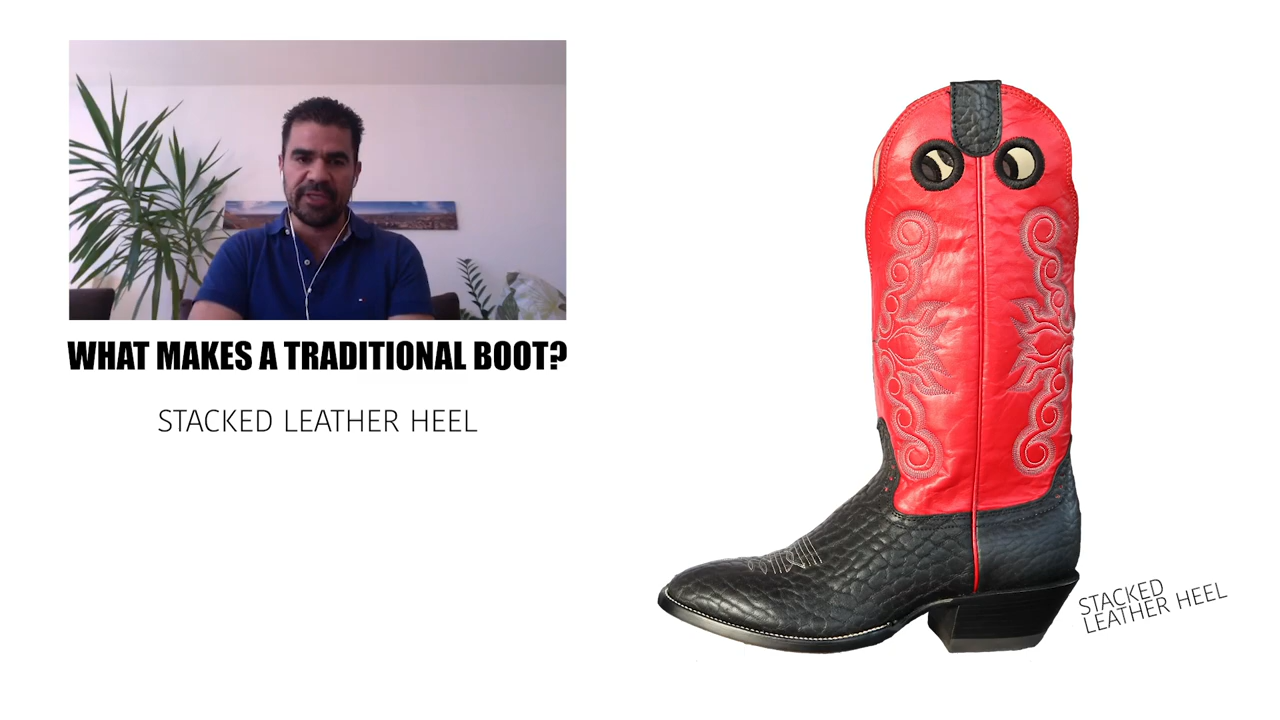 WHAT MAKES A TRADITIONAL BOOT?
STACKED LEATHER HEEL
STACKED
LEATHER HEEL